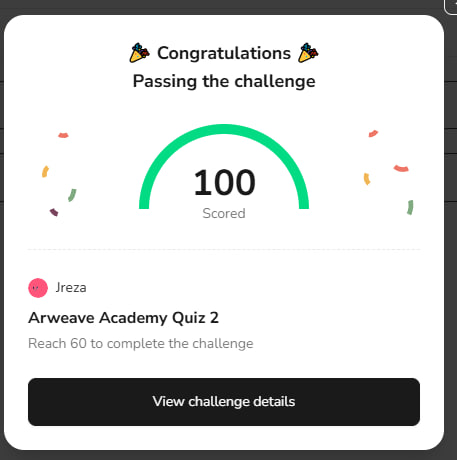 Congratulations
Passing the challenge
100
Scored
Jreza
Arweave Academy Quiz 2
Reach 60 to complete the challenge
View challenge details